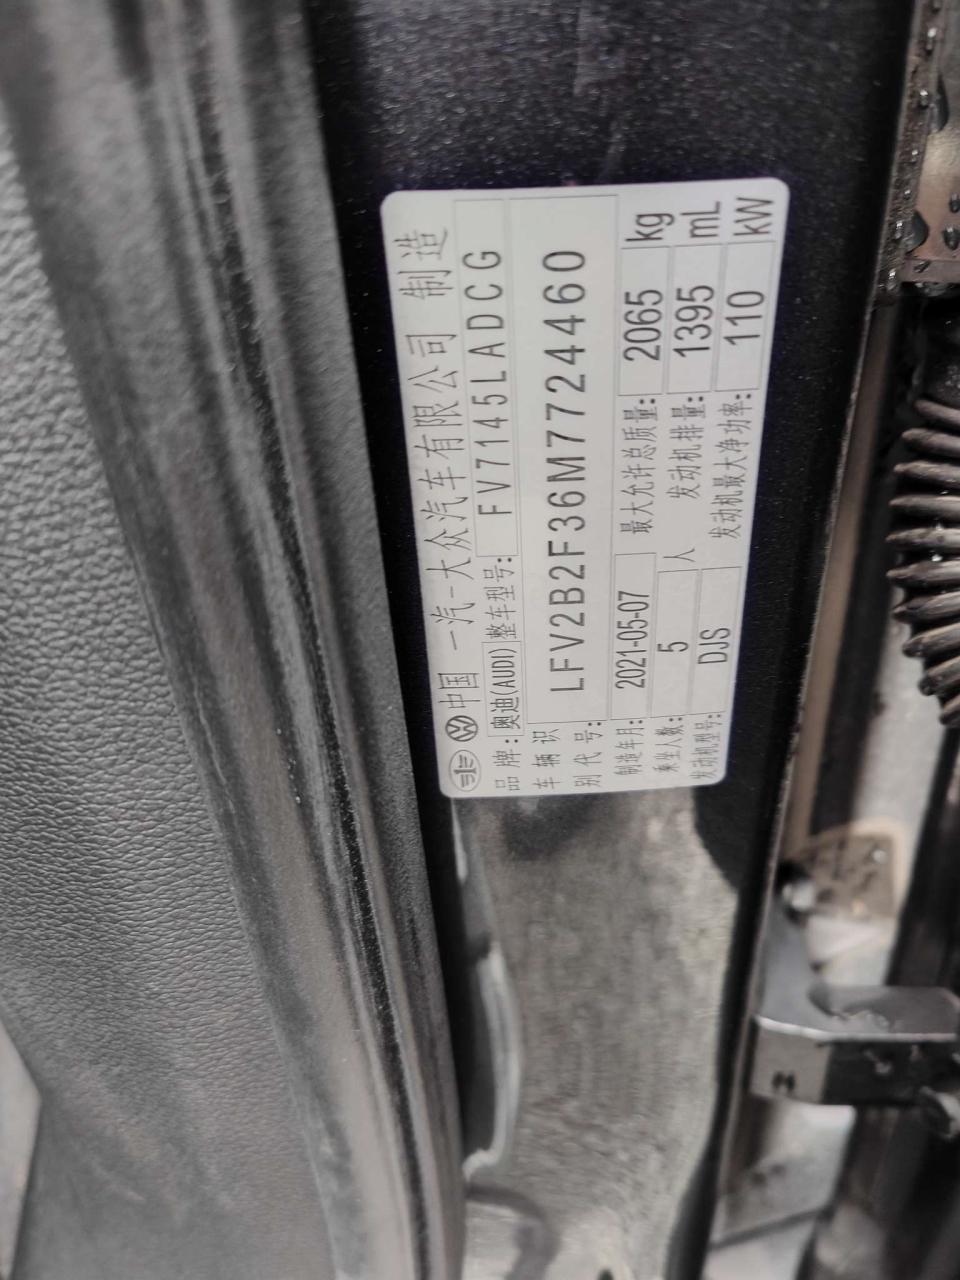 中国 一汽-大众汽车有限公司 制造
品牌: 奥迪(AUDI) 整车型号: FV7145LADCG
车辆识别代号: LFV2B2F36M7724460
制造年月: 2021-05-07 最大允许总质量: 2065 kg
乘坐人数: 5 人 发动机排量: 1395 mL
发动机型号: DJS 发动机最大净功率: 110 kW